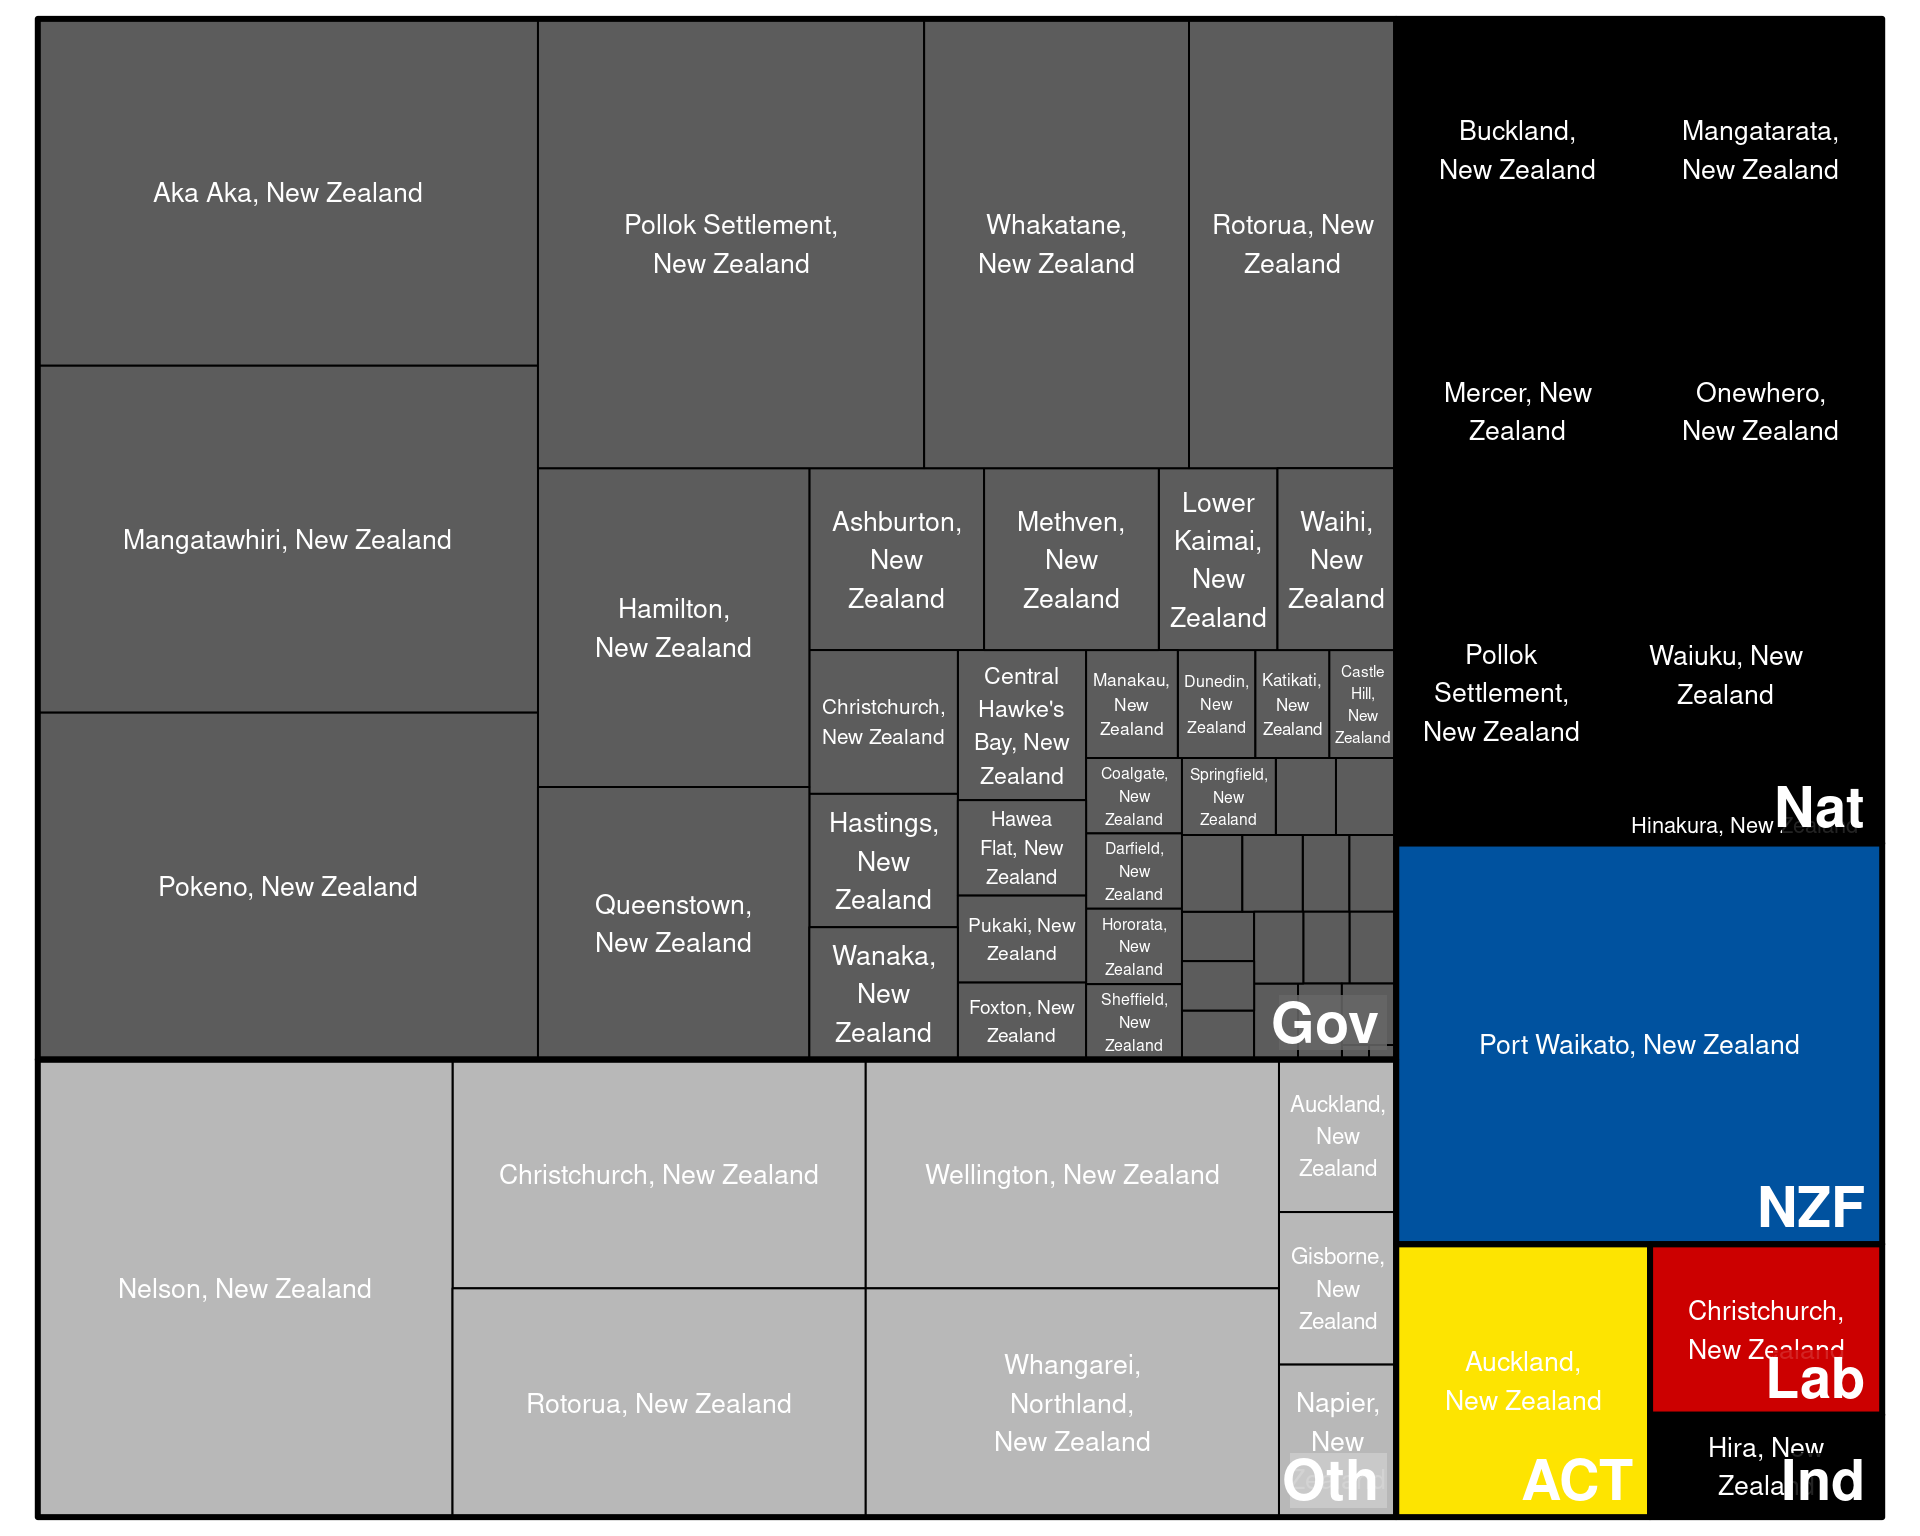 Aka Aka, New Zealand
Mangatawhiri, New Zealand
Pokeno, New Zealand
Pollok Settlement,
New Zealand
Whakatane,
New Zealand
Rotorua, New
Zealand
Hamilton,
New Zealand
Queenstown,
New Zealand
Ashburton,
New
Zealand
Methven,
New
Zealand
Lower
Kaimai,
New
Zealand
Waihi,
New
Zealand
Christchurch,
New Zealand
Hastings,
New
Zealand
Wanaka,
New
Zealand
Central
Hawke's
Bay, New
Zealand
Hawea
Flat, New
Zealand
Pukaki, New
Zealand
Foxton, New
Zealand
Manakau,
New
Zealand
Dunedin,
New
Zealand
Katikati,
New
Zealand
Castle
Hill,
New
Zealand
Coalgate,
New
Zealand
Springfield,
New
Zealand
Darfield,
New
Zealand
Hororata,
New
Zealand
Sheffield,
New
Zealand
Gov
Nelson, New Zealand
Christchurch, New Zealand
Wellington, New Zealand
Rotorua, New Zealand
Whangarei,
Northland,
New Zealand
Auckland,
New
Zealand
Gisborne,
New
Zealand
Napier,
New
Oth
Buckland,
New Zealand
Mangatarata,
New Zealand
Mercer, New
Zealand
Onewhero,
New Zealand
Pollok
Settlement,
New Zealand
Waiuku, New
Zealand
Hinakura, New Zealand
Nat
Port Waikato, New Zealand
NZF
Auckland,
New Zealand
ACT
Christchurch,
New Zealand
Lab
Hira, New
Zealand
Ind